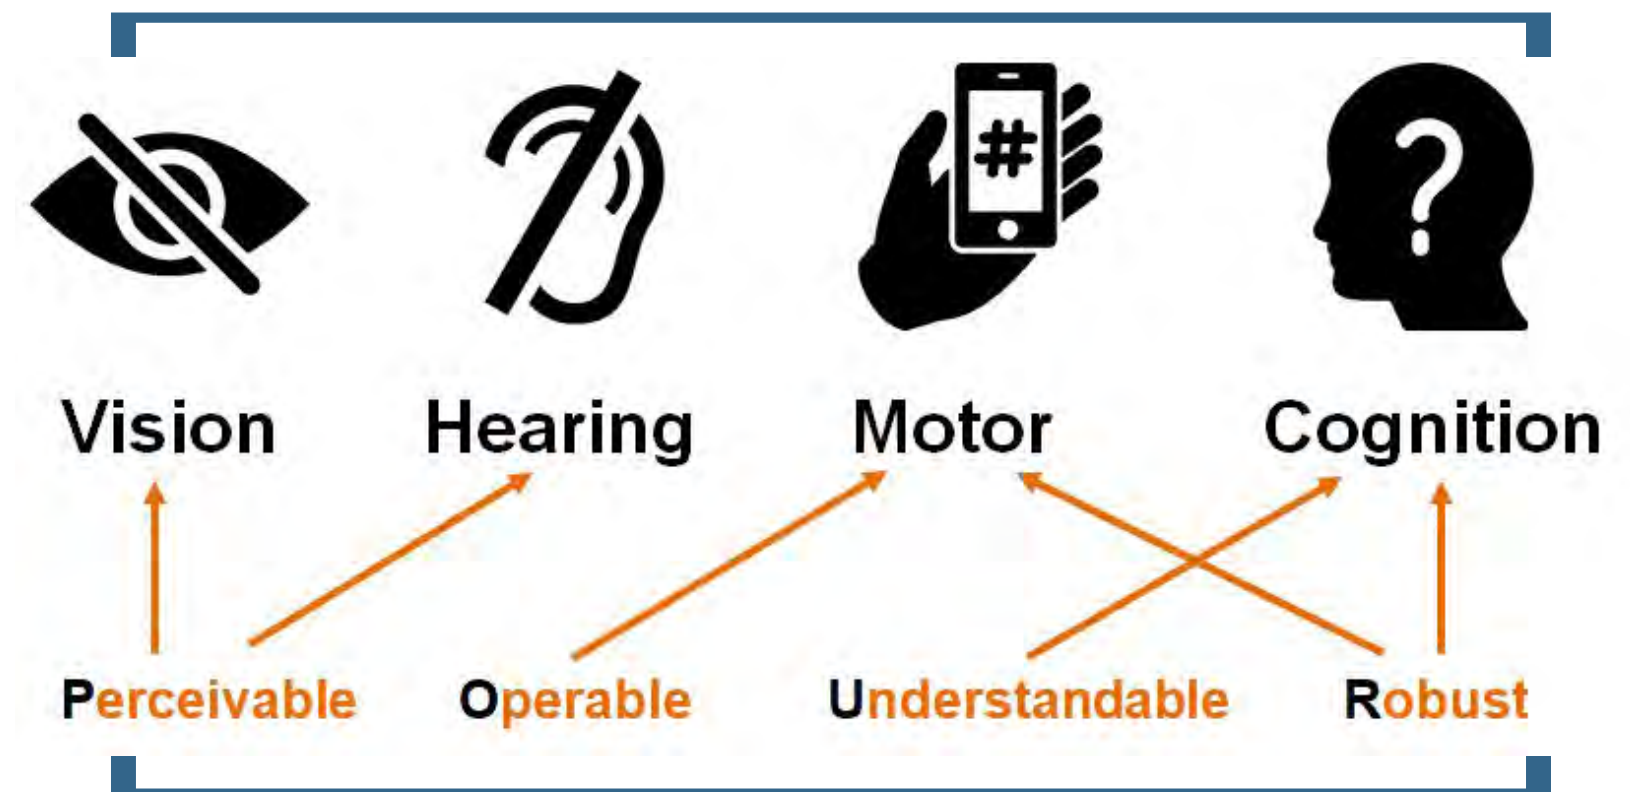 #
?
Vision Hearing Motor Cognition
Perceivable Operable Understandable Robust